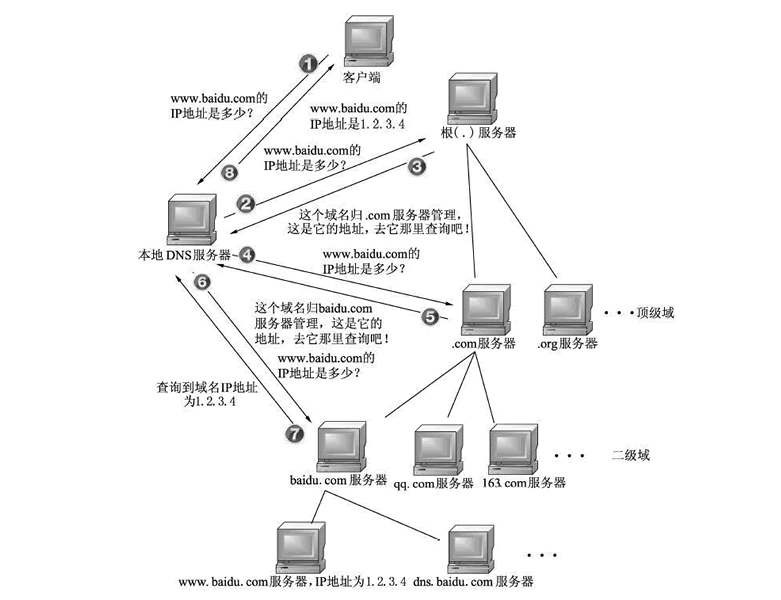 客户端
①
www.baidu.com的
IP地址是多少?
www.baidu.com的
IP地址是1.2.3.4
根(.)服务器
⑧
②
www.baidu.com的
IP地址是多少?
③
这个域名归.com服务器管理,
这是它的地址,去它那里查询吧!
本地DNS服务器
④
www.baidu.com的
IP地址是多少?
⑥
⑤
这个域名归baidu.com
服务器管理,这是它的
地址,去它那里查询吧!
.com服务器
.org服务器
···顶级域
www.baidu.com的
IP地址是多少?
查询到域名IP地址
为1.2.3.4
⑦
baidu.com服务器
qq.com服务器
163.com服务器
··· 二级域
www.baidu.com服务器,IP地址为1.2.3.4
dns.baidu.com服务器
···